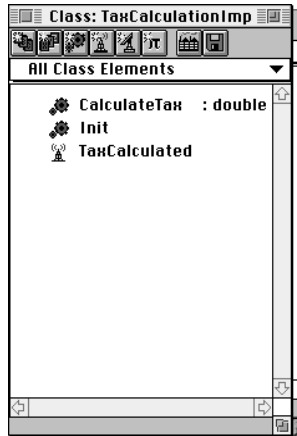 Class: TaxCalculationImp
π
All Class Elements
CalculateTax : double
Init
TaxCalculated